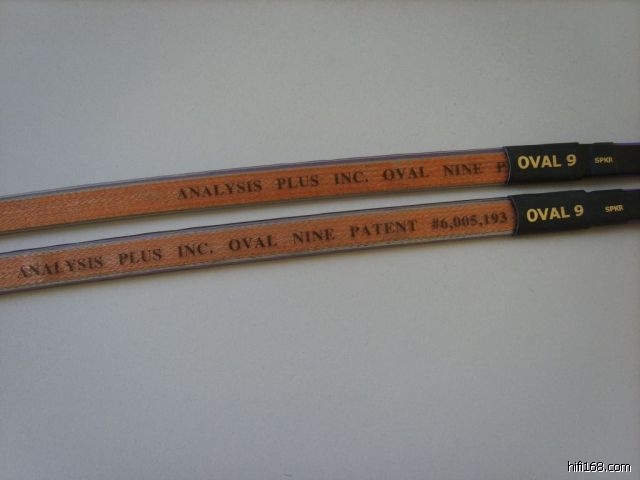 ANALYSIS PLUS INC. OVAL NINE P
OVAL 9 SPKR
ANALYSIS PLUS INC. OVAL NINE PATENT #6,005,193
OVAL 9 SPKR
hifi168.com